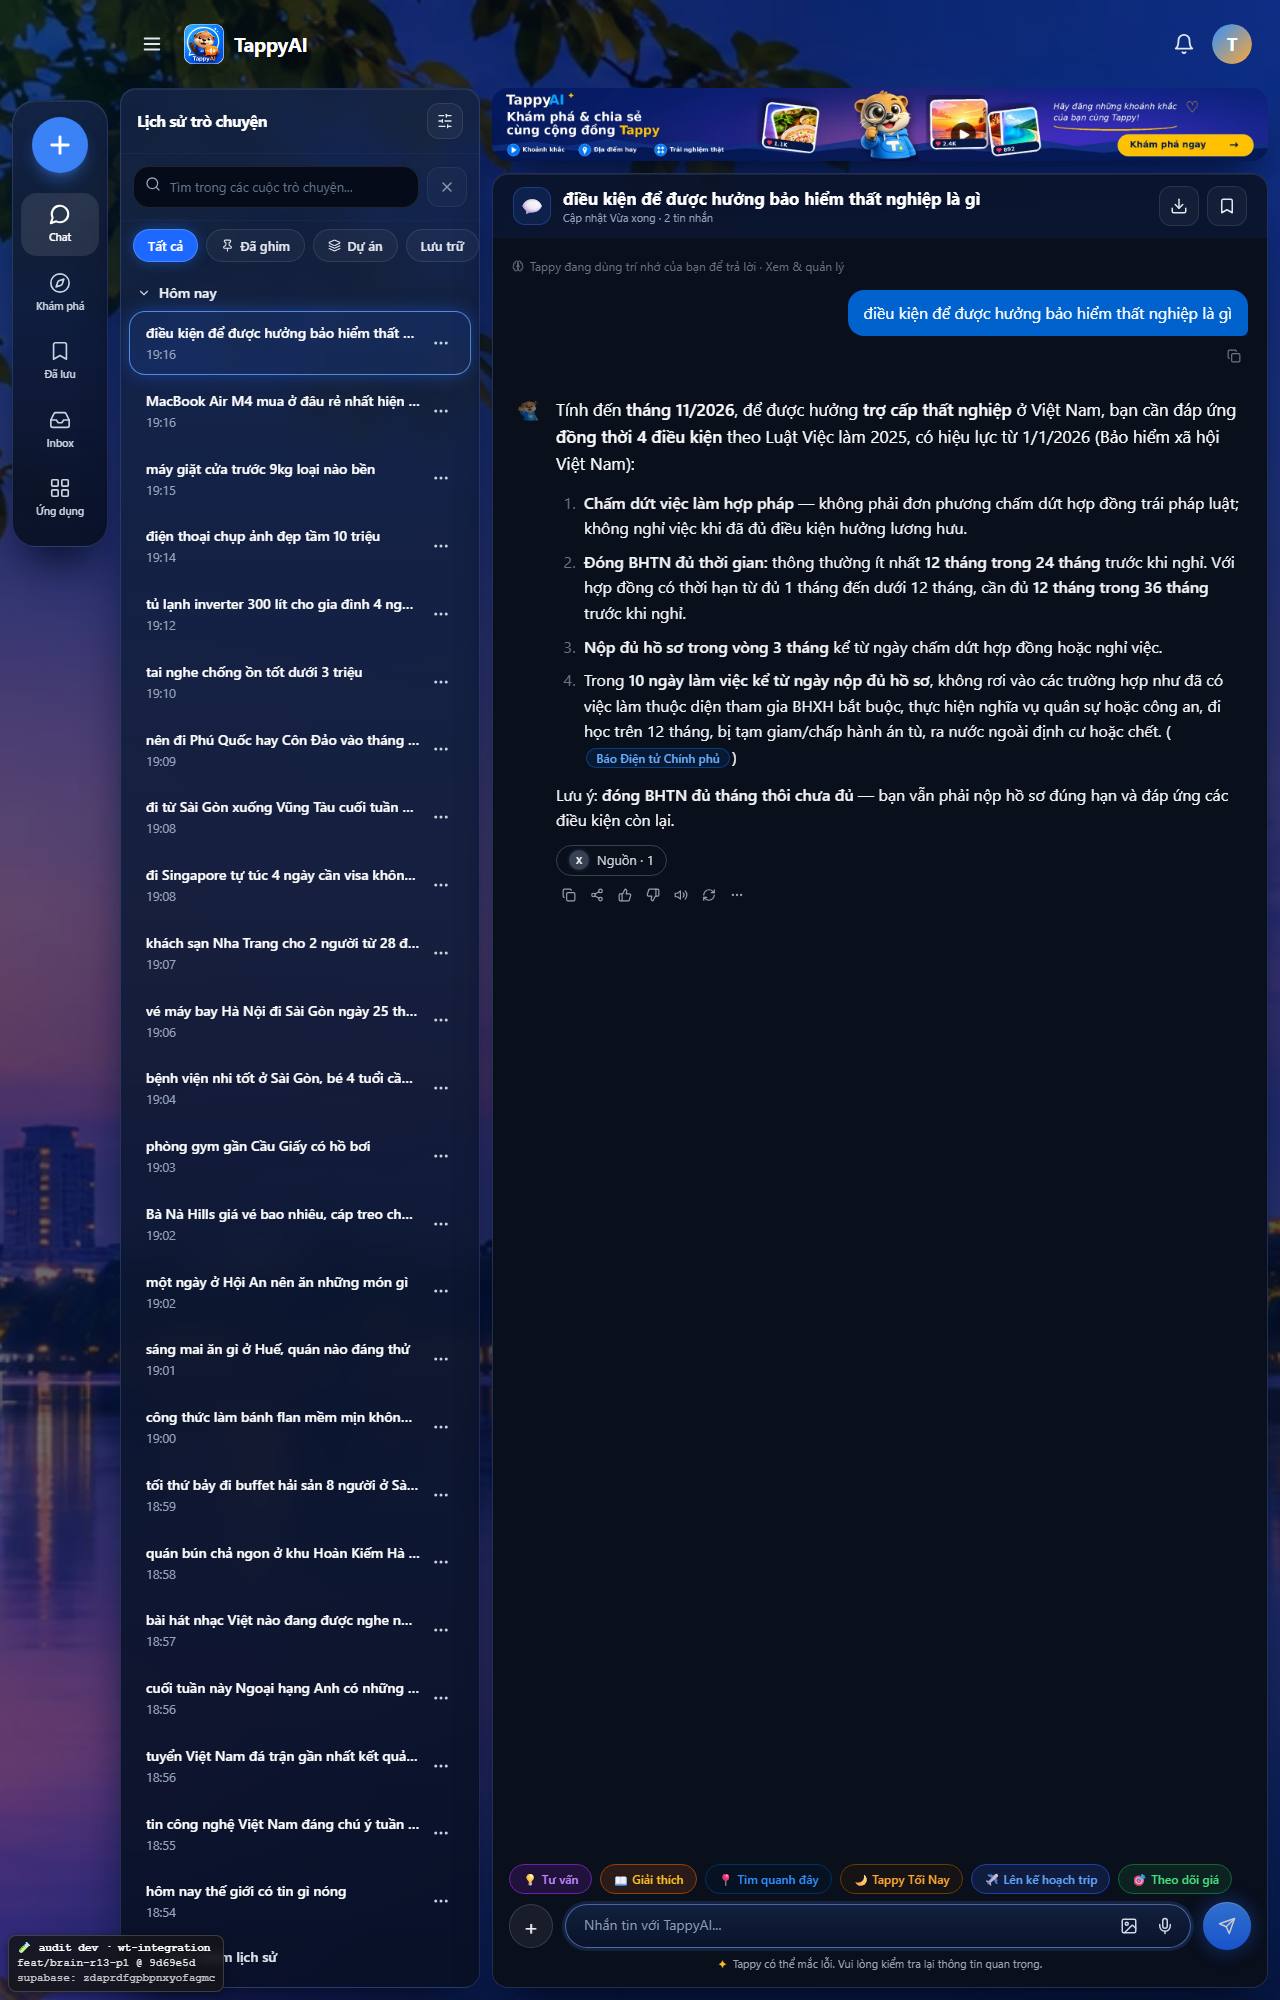 TappyAI
T
Chat
Khám phá
Đã lưu
Inbox
Ứng dụng
Lịch sử trò chuyện
Tìm trong các cuộc trò chuyện...
Tất cả
Đã ghim
Dự án
Lưu trữ
Hôm nay
điều kiện để được hưởng bảo hiểm thất ...
19:16
MacBook Air M4 mua ở đâu rẻ nhất hiện ...
19:16
máy giặt cửa trước 9kg loại nào bền
19:15
điện thoại chụp ảnh đẹp tầm 10 triệu
19:14
tủ lạnh inverter 300 lít cho gia đình 4 ng...
19:12
tai nghe chống ồn tốt dưới 3 triệu
19:10
nên đi Phú Quốc hay Côn Đảo vào tháng ...
19:09
đi từ Sài Gòn xuống Vũng Tàu cuối tuần ...
19:08
đi Singapore tự túc 4 ngày cần visa khôn...
19:08
khách sạn Nha Trang cho 2 người từ 28 đ...
19:07
vé máy bay Hà Nội đi Sài Gòn ngày 25 th...
19:06
bệnh viện nhi tốt ở Sài Gòn, bé 4 tuổi cầ...
19:04
phòng gym gần Cầu Giấy có hồ bơi
19:03
Bà Nà Hills giá vé bao nhiêu, cáp treo ch...
19:02
một ngày ở Hội An nên ăn những món gì
19:02
sáng mai ăn gì ở Huế, quán nào đáng thử
19:01
công thức làm bánh flan mềm mịn khôn...
19:00
tối thứ bảy đi buffet hải sản 8 người ở Sà...
18:59
quán bún chả ngon ở khu Hoàn Kiếm Hà ...
18:58
bài hát nhạc Việt nào đang được nghe n...
18:57
cuối tuần này Ngoại hạng Anh có những ...
18:56
tuyển Việt Nam đá trận gần nhất kết quả...
18:56
tin công nghệ Việt Nam đáng chú ý tuần ...
18:55
hôm nay thế giới có tin gì nóng
18:54
lịch sử
audit dev · wt-integration
feat/brain-r13-p1 @ 9d69e5d
supabase: zdaprdfgpbpnxyofagmc
TappyAI
Khám phá & chia sẻ
cùng cộng đồng Tappy
Khoảnh khắc
Địa điểm hay
Trải nghiệm thật
1.1K
2.4K
892
Hãy đăng những khoảnh khắc
của bạn cùng Tappy!
Khám phá ngay →
điều kiện để được hưởng bảo hiểm thất nghiệp là gì
Cập nhật Vừa xong · 2 tin nhắn
Tappy đang dùng trí nhớ của bạn để trả lời · Xem & quản lý
điều kiện để được hưởng bảo hiểm thất nghiệp là gì
Tính đến tháng 11/2026, để được hưởng trợ cấp thất nghiệp ở Việt Nam, bạn cần đáp ứng
đồng thời 4 điều kiện theo Luật Việc làm 2025, có hiệu lực từ 1/1/2026 (Bảo hiểm xã hội
Việt Nam):
1. Chấm dứt việc làm hợp pháp — không phải đơn phương chấm dứt hợp đồng trái pháp luật;
không nghỉ việc khi đã đủ điều kiện hưởng lương hưu.
2. Đóng BHTN đủ thời gian: thông thường ít nhất 12 tháng trong 24 tháng trước khi nghỉ. Với
hợp đồng có thời hạn từ đủ 1 tháng đến dưới 12 tháng, cần đủ 12 tháng trong 36 tháng
trước khi nghỉ.
3. Nộp đủ hồ sơ trong vòng 3 tháng kể từ ngày chấm dứt hợp đồng hoặc nghỉ việc.
4. Trong 10 ngày làm việc kể từ ngày nộp đủ hồ sơ, không rơi vào các trường hợp như đã có
việc làm thuộc diện tham gia BHXH bắt buộc, thực hiện nghĩa vụ quân sự hoặc công an, đi
học trên 12 tháng, bị tạm giam/chấp hành án tù, ra nước ngoài định cư hoặc chết. (
Báo Điện tử Chính phủ )
Lưu ý: đóng BHTN đủ tháng thôi chưa đủ — bạn vẫn phải nộp hồ sơ đúng hạn và đáp ứng các
điều kiện còn lại.
X Nguồn · 1
Tư vấn
Giải thích
Tìm quanh đây
Tappy Tối Nay
Lên kế hoạch trip
Theo dõi giá
Nhắn tin với TappyAI...
Tappy có thể mắc lỗi. Vui lòng kiểm tra lại thông tin quan trọng.